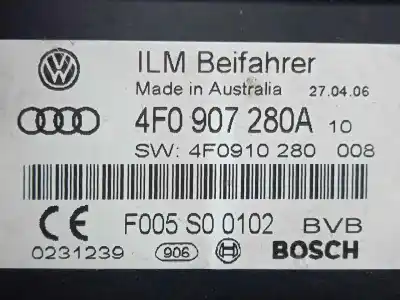 ILM Beifahrer
Made in Australia 27.04.06
4F0 907 280A 10
SW: 4F0910 280 008
CE F005 S0 0102 BVB
0231239 906 BOSCH